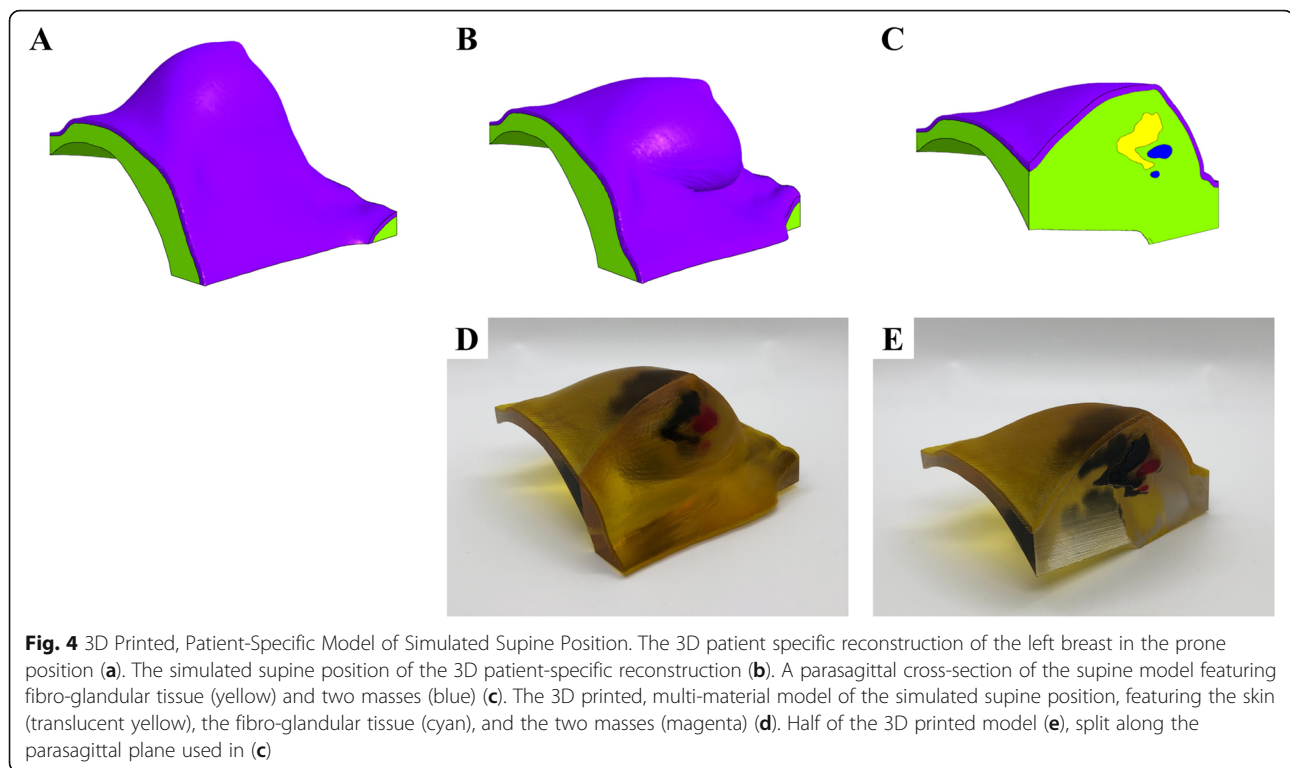 A
B
C
D
E
Fig. 4 3D Printed, Patient-Specific Model of Simulated Supine Position. The 3D patient specific reconstruction of the left breast in the prone
position (a). The simulated supine position of the 3D patient-specific reconstruction (b). A parasagittal cross-section of the supine model featuring
fibro-glandular tissue (yellow) and two masses (blue) (c). The 3D printed, multi-material model of the simulated supine position, featuring the skin
(translucent yellow), the fibro-glandular tissue (cyan), and the two masses (magenta) (d). Half of the 3D printed model (e), split along the
parasagittal plane used in (c)